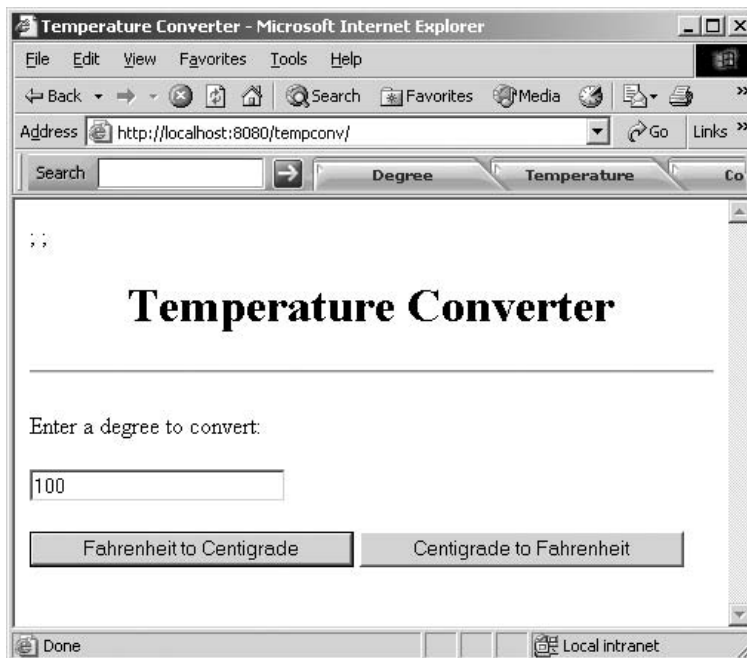 Temperature Converter - Microsoft Internet Explorer
File Edit View Favorites Tools Help
Back Search Favorites Media »
Address http://localhost:8080/tempconv/ Go Links »
Search Degree Temperature Co
; ;
Temperature Converter
Enter a degree to convert:
100
Fahrenheit to Centigrade Centigrade to Fahrenheit
Done Local intranet